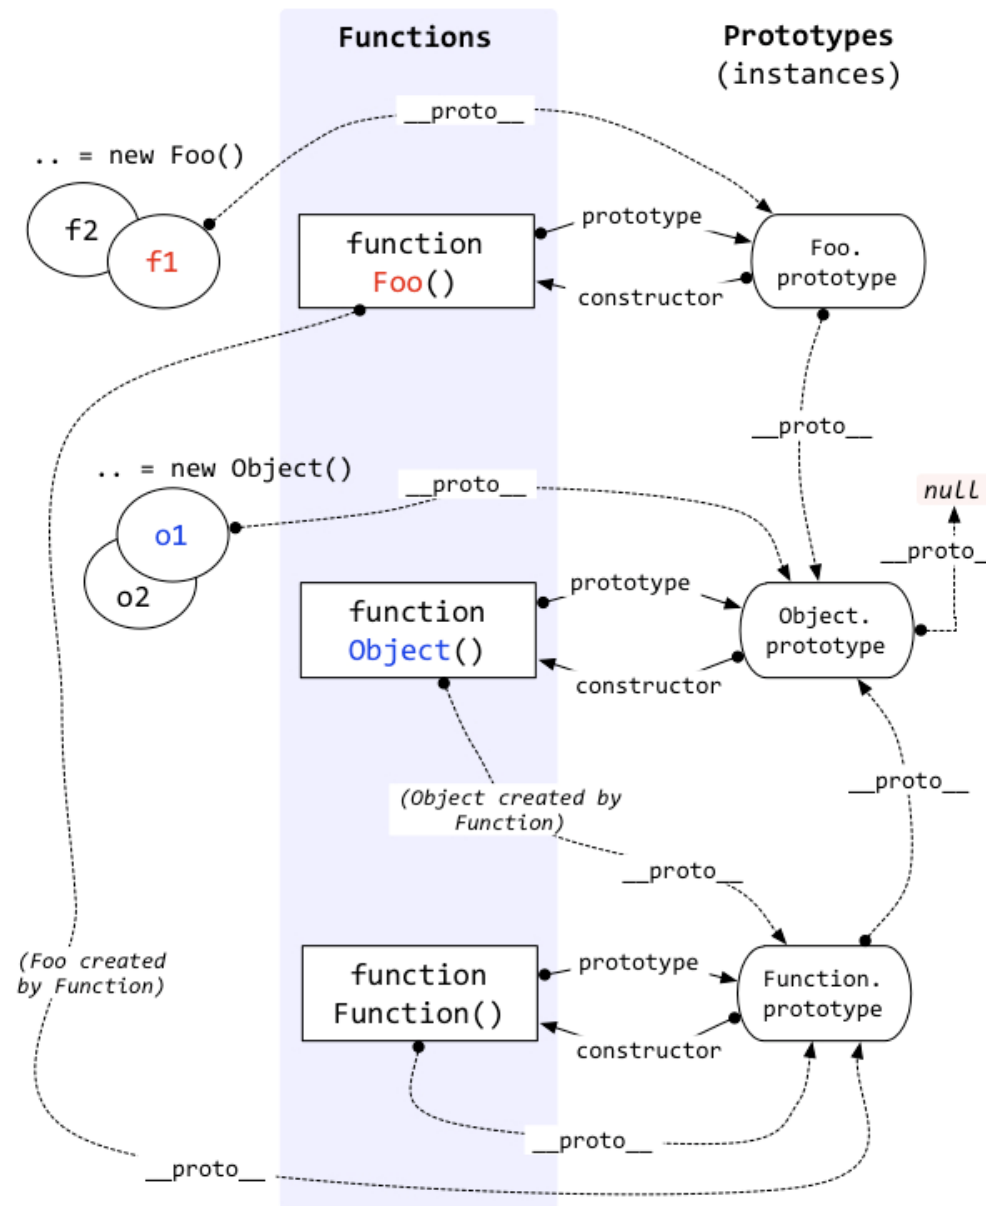 Functions
Prototypes
(instances)
__proto__
.. = new Foo()
f2
f1
function
Foo()
prototype
constructor
Foo.
prototype
__proto__
.. = new Object()
__proto__
null
o1
o2
__proto_
function
Object()
prototype
constructor
Object.
prototype
(Object created by
Function)
__proto__
__proto__
(Foo created
by Function)
function
Function()
prototype
constructor
Function.
prototype
__proto__
__proto__